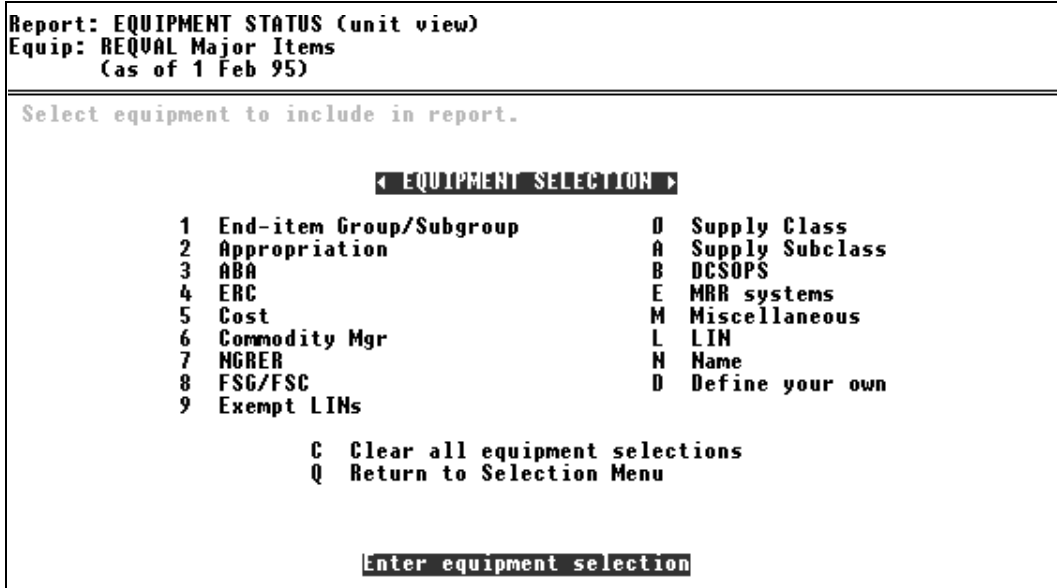 Report: EQUIPMENT STATUS (unit view)
Equip: REQVAL Major Items
(as of 1 Feb 95)
Select equipment to include in report.
◄ EQUIPMENT SELECTION ►
1 End-item Group/Subgroup 0 Supply Class
2 Appropriation A Supply Subclass
3 ABA B DCSOPS
4 ERC E MRR systems
5 Cost M Miscellaneous
6 Commodity Mgr L LIN
7 NGRER N Name
8 FSG/FSC D Define your own
9 Exempt LINs
C Clear all equipment selections
Q Return to Selection Menu
Enter equipment selection